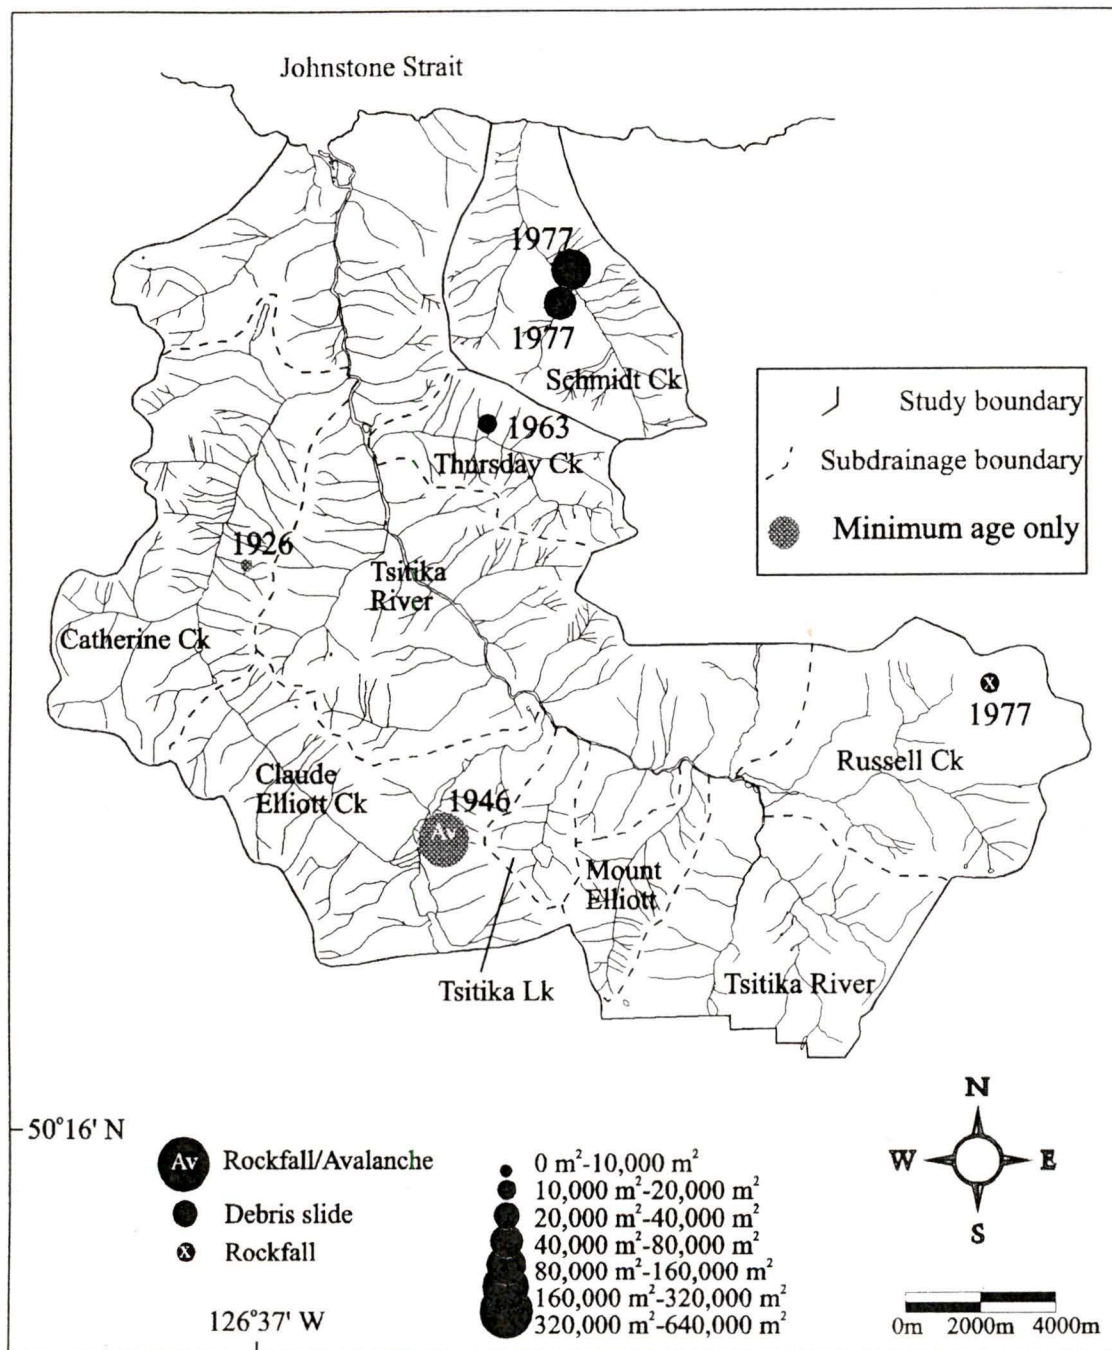 Johnstone Strait
1977
1977
Schmidt Ck
1963
Thursday Ck
Study boundary
Subdrainage boundary
Minimum age only
1926
Tsitika
River
Catherine Ck
X
1977
Russell Ck
Claude
Elliott Ck
1946
Av
Mount
Elliott
Tsitika Lk
Tsitika River
50°16' N
N
W
E
S
Av
Rockfall/Avalanche
Debris slide
X
Rockfall
0 m²-10,000 m²
10,000 m²-20,000 m²
20,000 m²-40,000 m²
40,000 m²-80,000 m²
80,000 m²-160,000 m²
160,000 m²-320,000 m²
320,000 m²-640,000 m²
126°37' W
0m 2000m 4000m